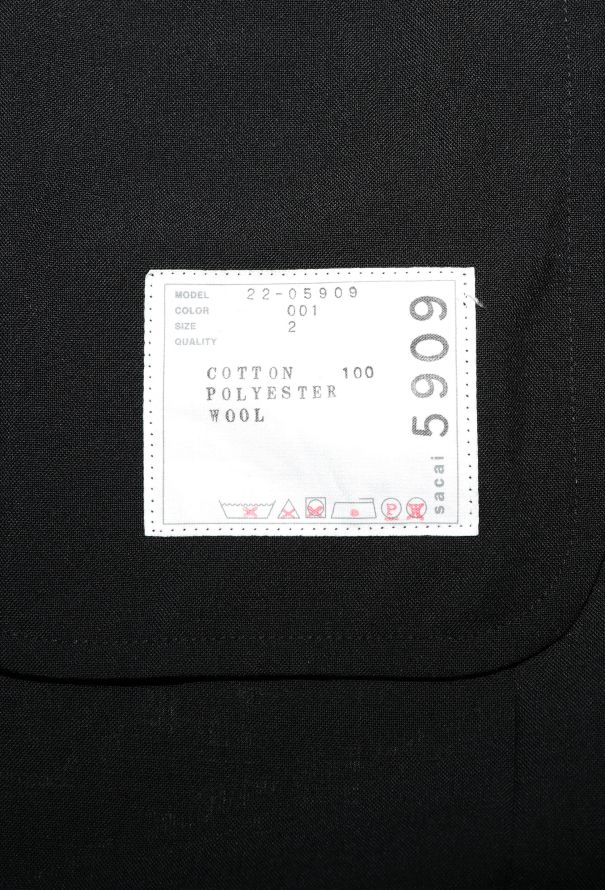 MODEL 22-05909
COLOR 001
SIZE 2
QUALITY
COTTON 100
POLYESTER
WOOL
sacai 5909
P